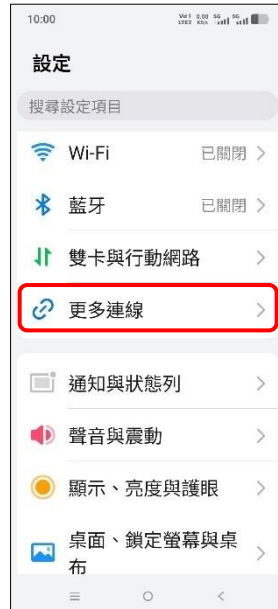 10:00
設定
搜尋設定項目
Wi-Fi 已關閉
藍牙 已關閉
雙卡與行動網路
更多連線
通知與狀態列
聲音與震動
顯示、亮度與護眼
桌面、鎖定螢幕與桌
布